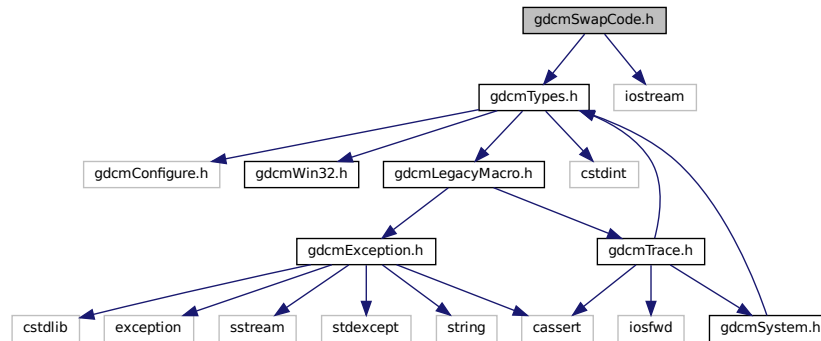 gdcmSwapCode.h
gdcmTypes.h
iostream
gdcmConfigure.h
gdcmWin32.h
gdcmLegacyMacro.h
cstdint
gdcmException.h
gdcmTrace.h
cstdlib
exception
sstream
stdexcept
string
cassert
iosfwd
gdcmSystem.h